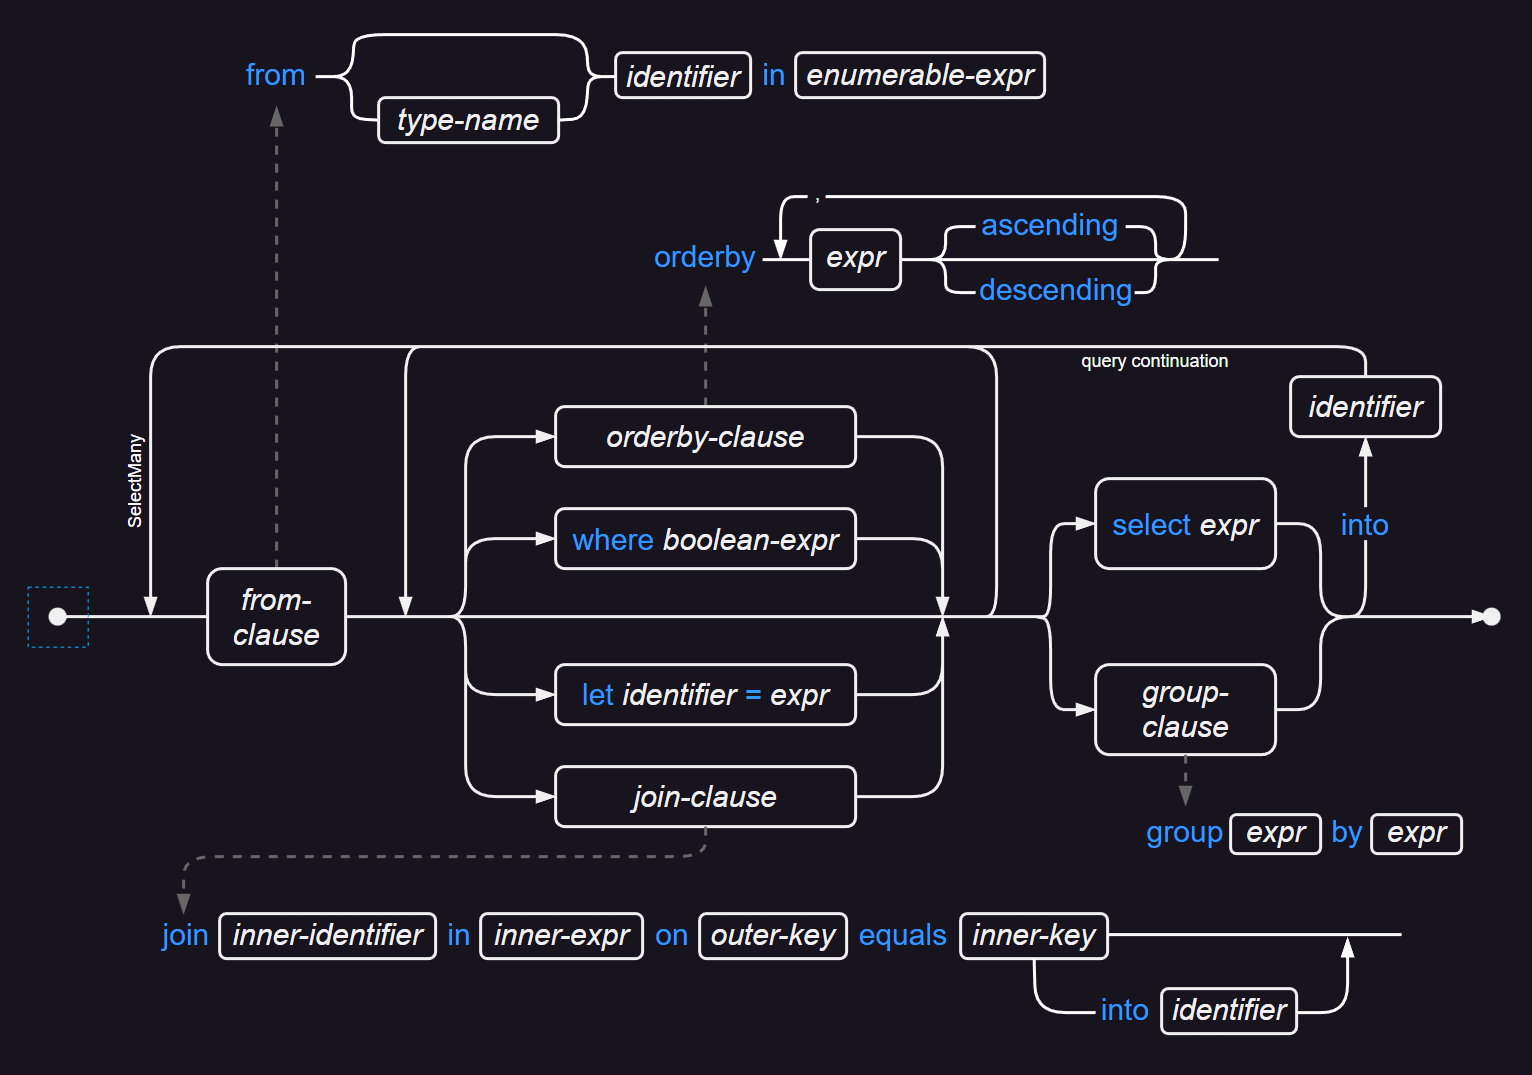 from identifier in enumerable-expr
type-name
,
ascending
orderby expr
descending
query continuation
identifier
SelectMany
orderby-clause
where boolean-expr
select expr
into
from-
clause
let identifier = expr
group-
clause
join-clause
group expr by expr
join inner-identifier in inner-expr on outer-key equals inner-key
into identifier